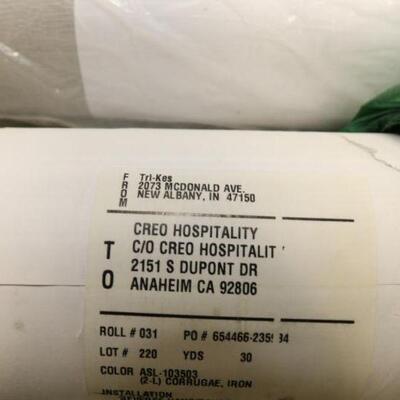 FROM
Tri-Kes
2073 MCDONALD AVE.
NEW ALBANY, IN 47150
TO
CREO HOSPITALITY
C/O CREO HOSPITALIT
2151 S DUPONT DR
ANAHEIM CA 92806
ROLL # 031 PO #
LOT # 220 YDS 30
COLOR ASL-103503
(2-L) CORRUGAE, IRON
INSTALLATION